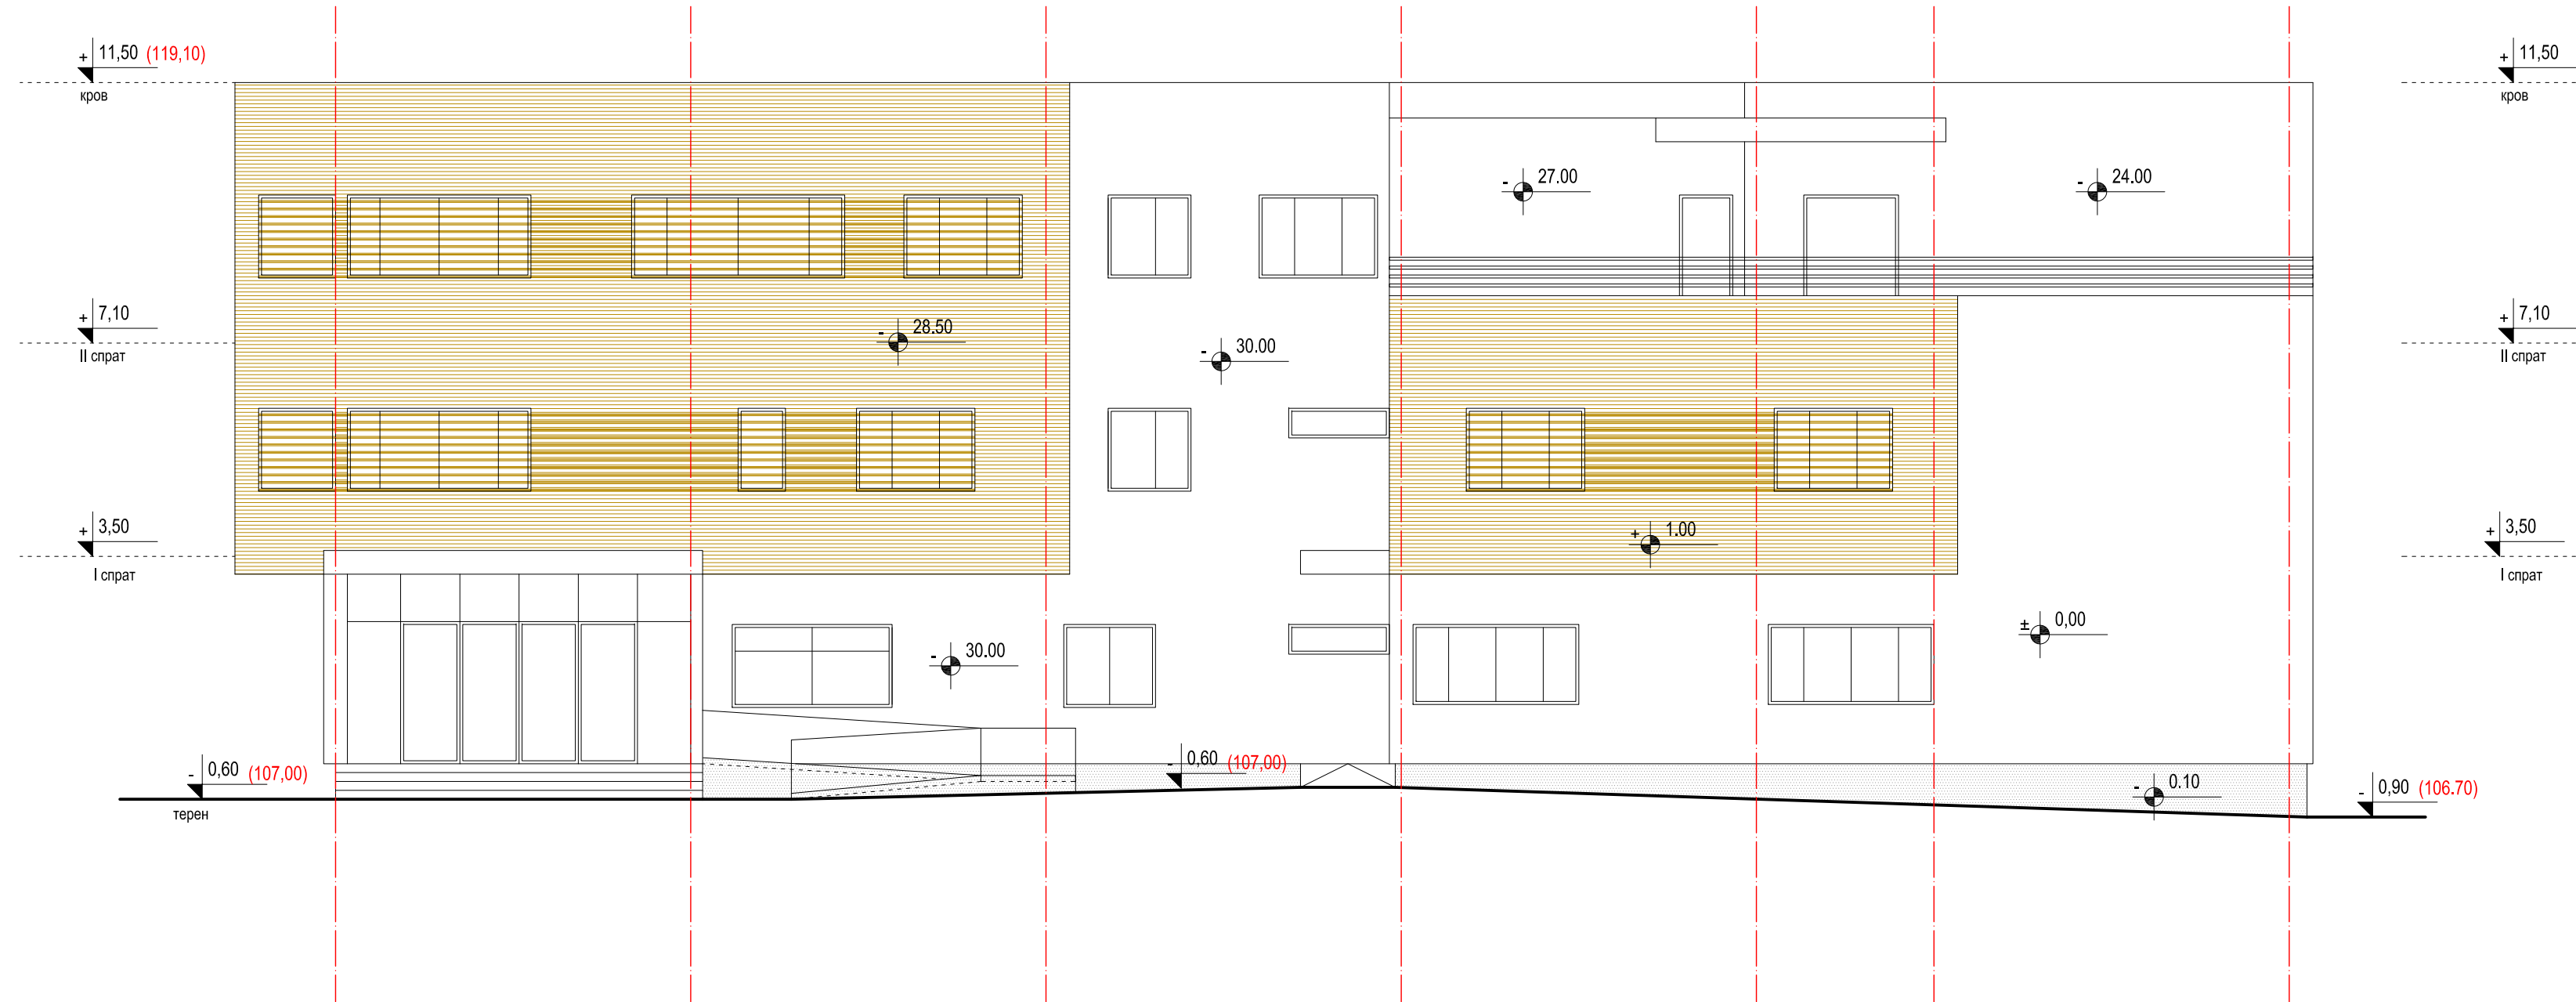 + 11,50 (119,10)
кров
+ 11,50
кров
- 27.00
- 24.00
+ 7,10
II спрат
- 28.50
- 30.00
+ 7,10
II спрат
+ 3,50
I спрат
+ 1.00
+ 3,50
I спрат
± 0,00
- 30.00
- 0,60 (107,00)
терен
- 0,60 (107,00)
- 0.10
- 0,90 (106.70)